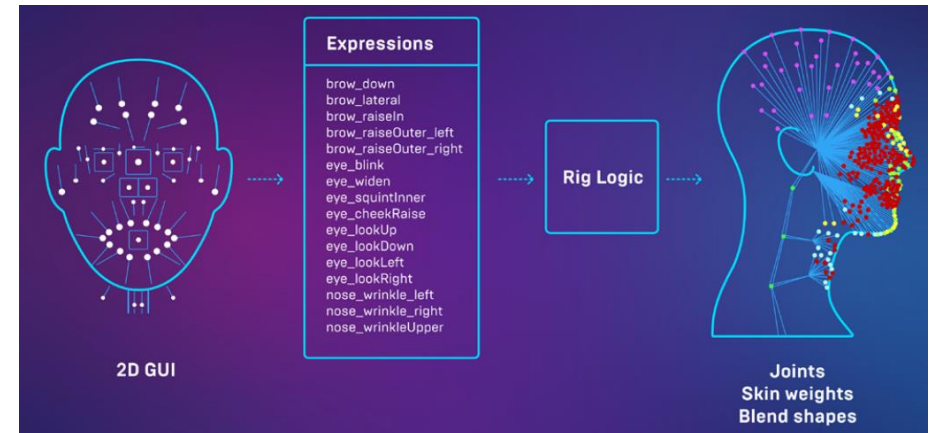 Expressions
brow_down
brow_lateral
brow_raiseIn
brow_raiseOuter_left
brow_raiseOuter_right
eye_blink
eye_widen
eye_squintInner
eye_cheekRaise
eye_lookUp
eye_lookDown
eye_lookLeft
eye_lookRight
nose_wrinkle_left
nose_wrinkle_right
nose_wrinkleUpper
Rig Logic
2D GUI
Joints
Skin weights
Blend shapes